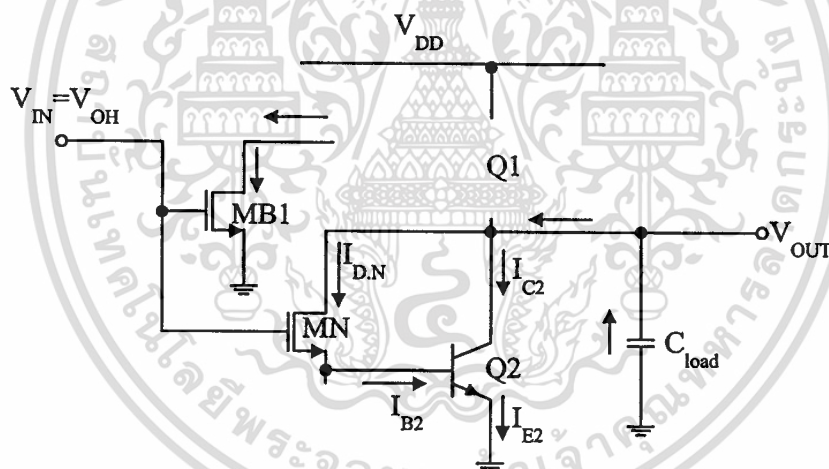 V_DD
V_IN=V_OH
Q1
MB1
V_OUT
I_D.N
I_C2
MN
C_load
Q2
I_B2
I_E2